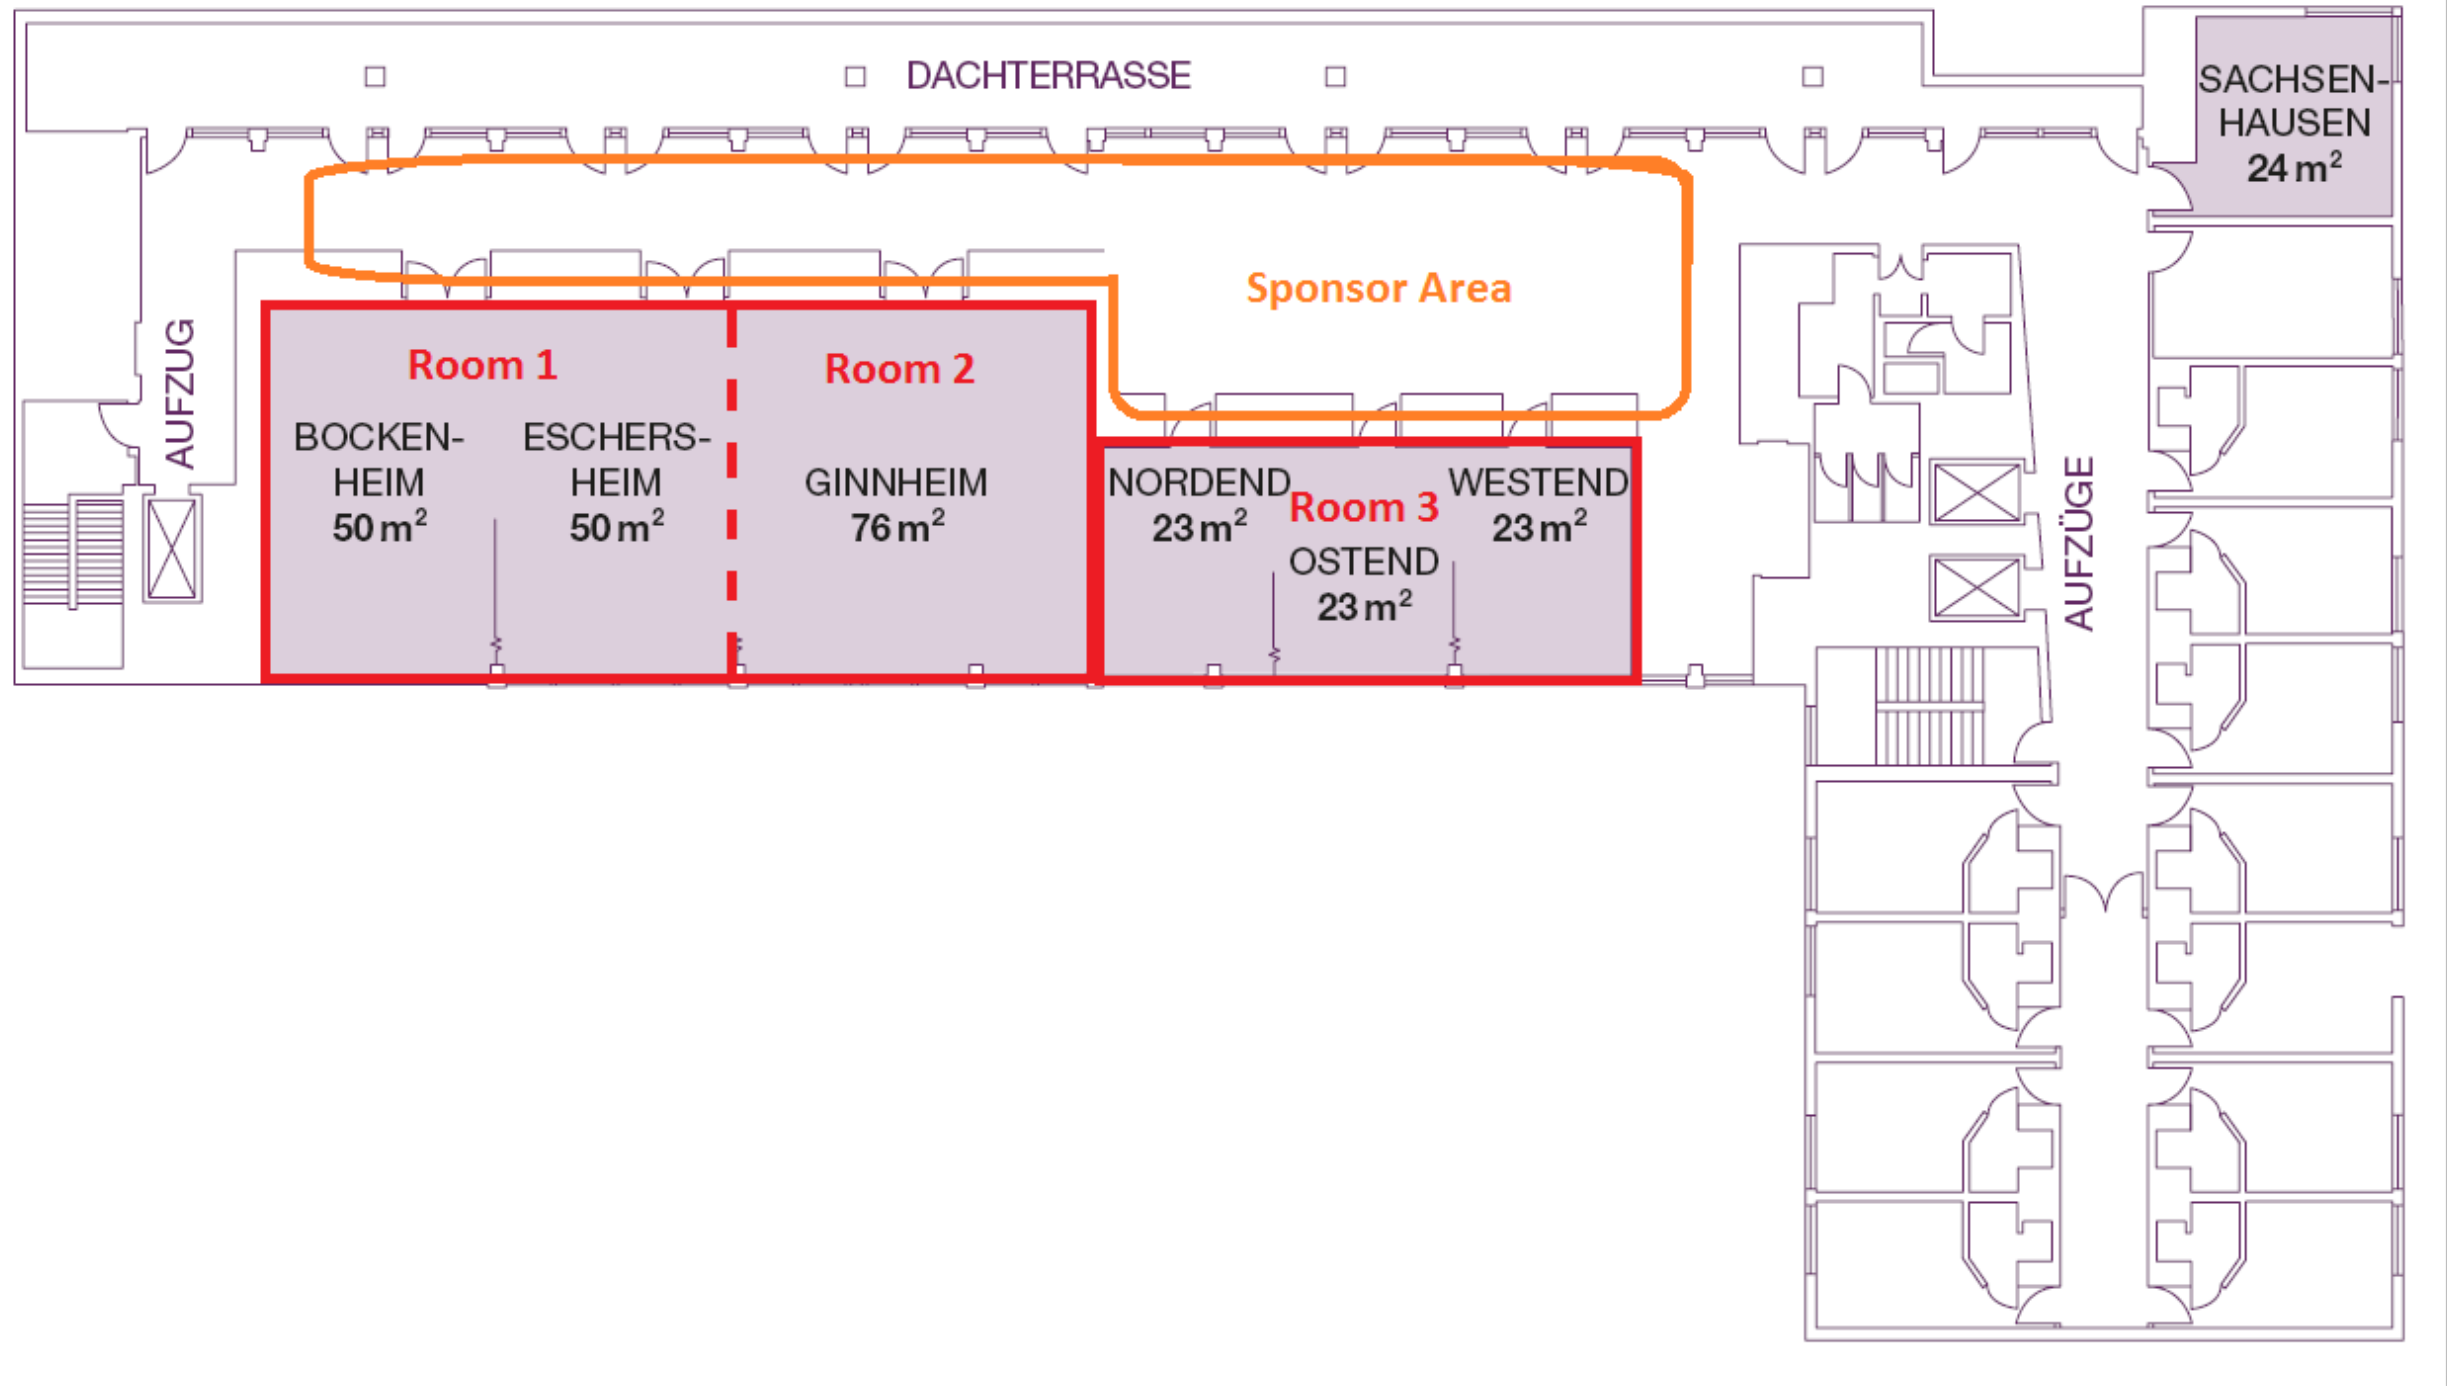 DACHTERRASSE
SACHSEN-
HAUSEN
24 m²
Sponsor Area
AUFZUG
Room 1
Room 2
BOCKEN-
HEIM
50 m²
ESCHERS-
HEIM
50 m²
GINNHEIM
76 m²
NORDEND
23 m²
Room 3
OSTEND
23 m²
WESTEND
23 m²
AUFZÜGE